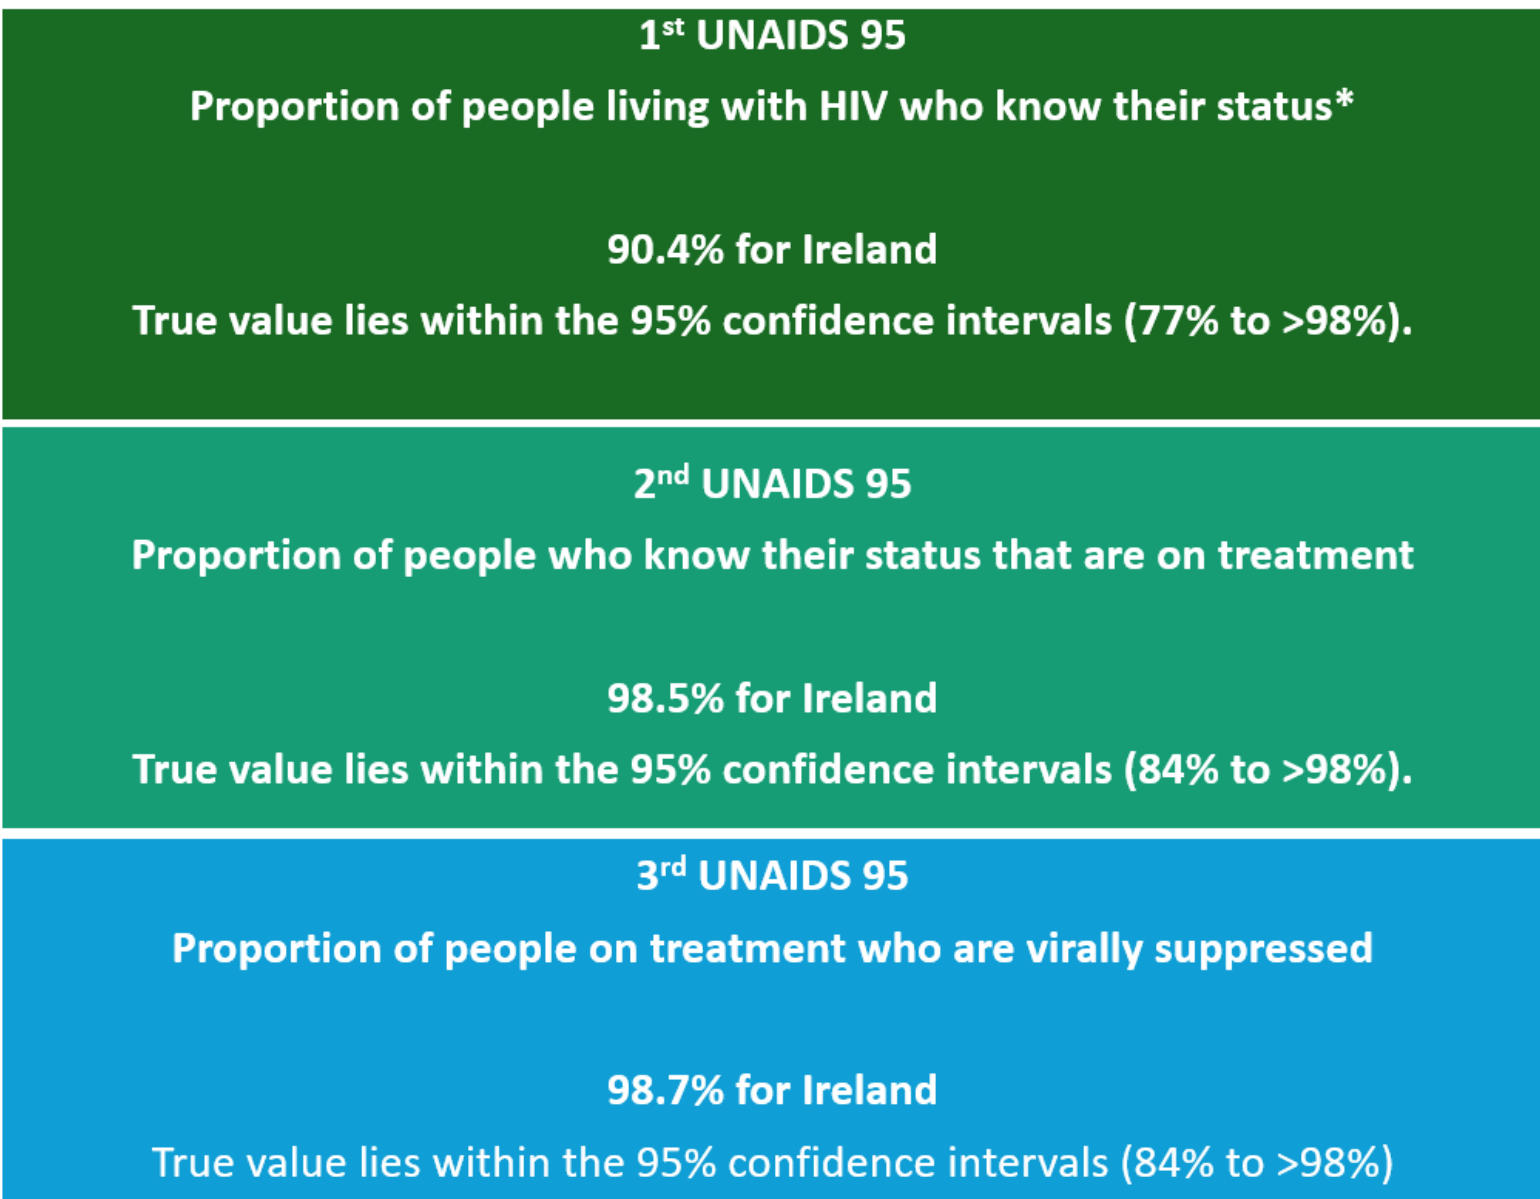 1st UNAIDS 95
Proportion of people living with HIV who know their status*
90.4% for Ireland
True value lies within the 95% confidence intervals (77% to >98%).
2nd UNAIDS 95
Proportion of people who know their status that are on treatment
98.5% for Ireland
True value lies within the 95% confidence intervals (84% to >98%).
3rd UNAIDS 95
Proportion of people on treatment who are virally suppressed
98.7% for Ireland
True value lies within the 95% confidence intervals (84% to >98%)